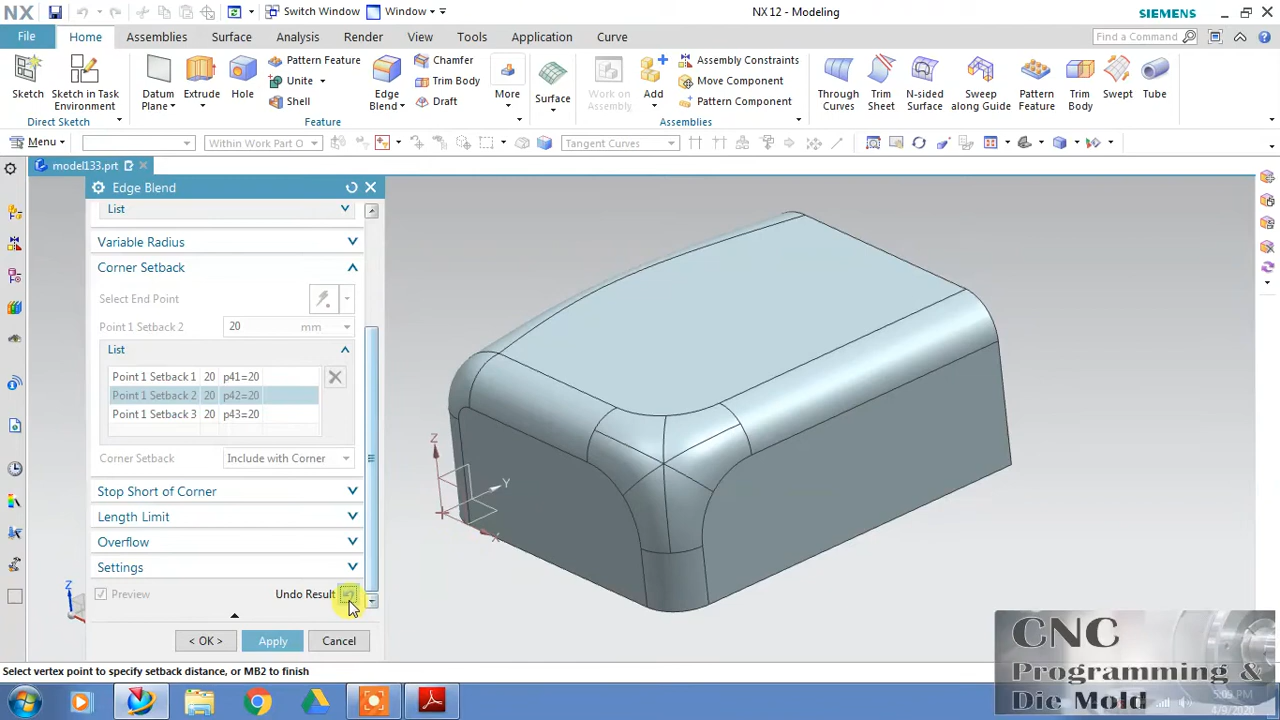 NX Switch Window Window NX 12 - Modeling SIEMENS
File Home Assemblies Surface Analysis Render View Tools Application Curve Find a Command
Sketch
Sketch in Task Environment
Datum Plane
Extrude
Hole
Pattern Feature
Unite
Shell
Edge Blend
Chamfer
Trim Body
Draft
More
Surface
Work on Assembly
Add
Assembly Constraints
Move Component
Pattern Component
Through Curves
Trim Sheet
N-sided Surface
Sweep along Guide
Pattern Feature
Trim Body
Swept
Tube
Direct Sketch Feature Assemblies
Menu Within Work Part O Tangent Curves
model133.prt
Edge Blend
List
Variable Radius
Corner Setback
Select End Point
Point 1 Setback 2 20 mm
List
Point 1 Setback 1 20 p41=20
Point 1 Setback 2 20 p42=20
Point 1 Setback 3 20 p43=20
Corner Setback Include with Corner
Stop Short of Corner
Length Limit
Overflow
Settings
Preview Undo Result
< OK > Apply Cancel
Z
Y
X
Z
Select vertex point to specify setback distance, or MB2 to finish
CNC
Programming &
Die Mold
5:09 PM
4/9/2020